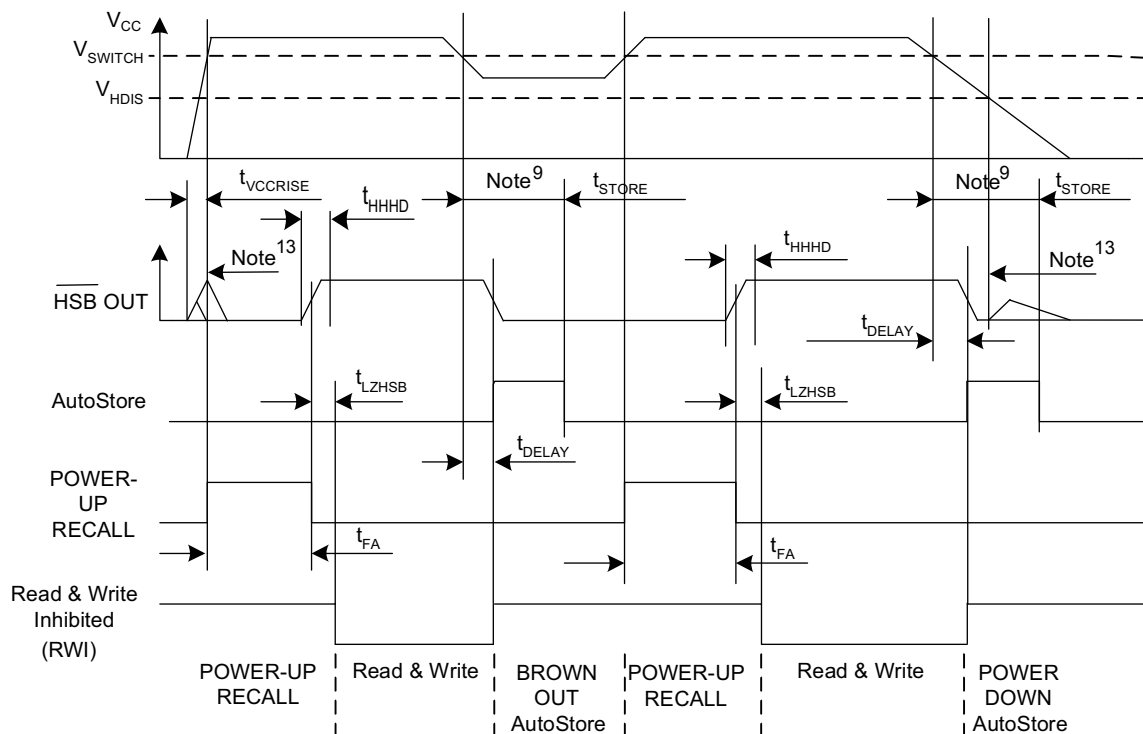 VCC
VSWITCH
VHDIS
tVCCRISE
tHHHD
Note9
tSTORE
Note9
tSTORE
Note13
tHHHD
Note13
HSB OUT
tDELAY
tLZHSB
tLZHSB
AutoStore
tDELAY
POWER-
UP
RECALL
tFA
tFA
Read & Write
Inhibited
(RWI)
POWER-UP
RECALL
Read & Write
BROWN
OUT
AutoStore
POWER-UP
RECALL
Read & Write
POWER
DOWN
AutoStore